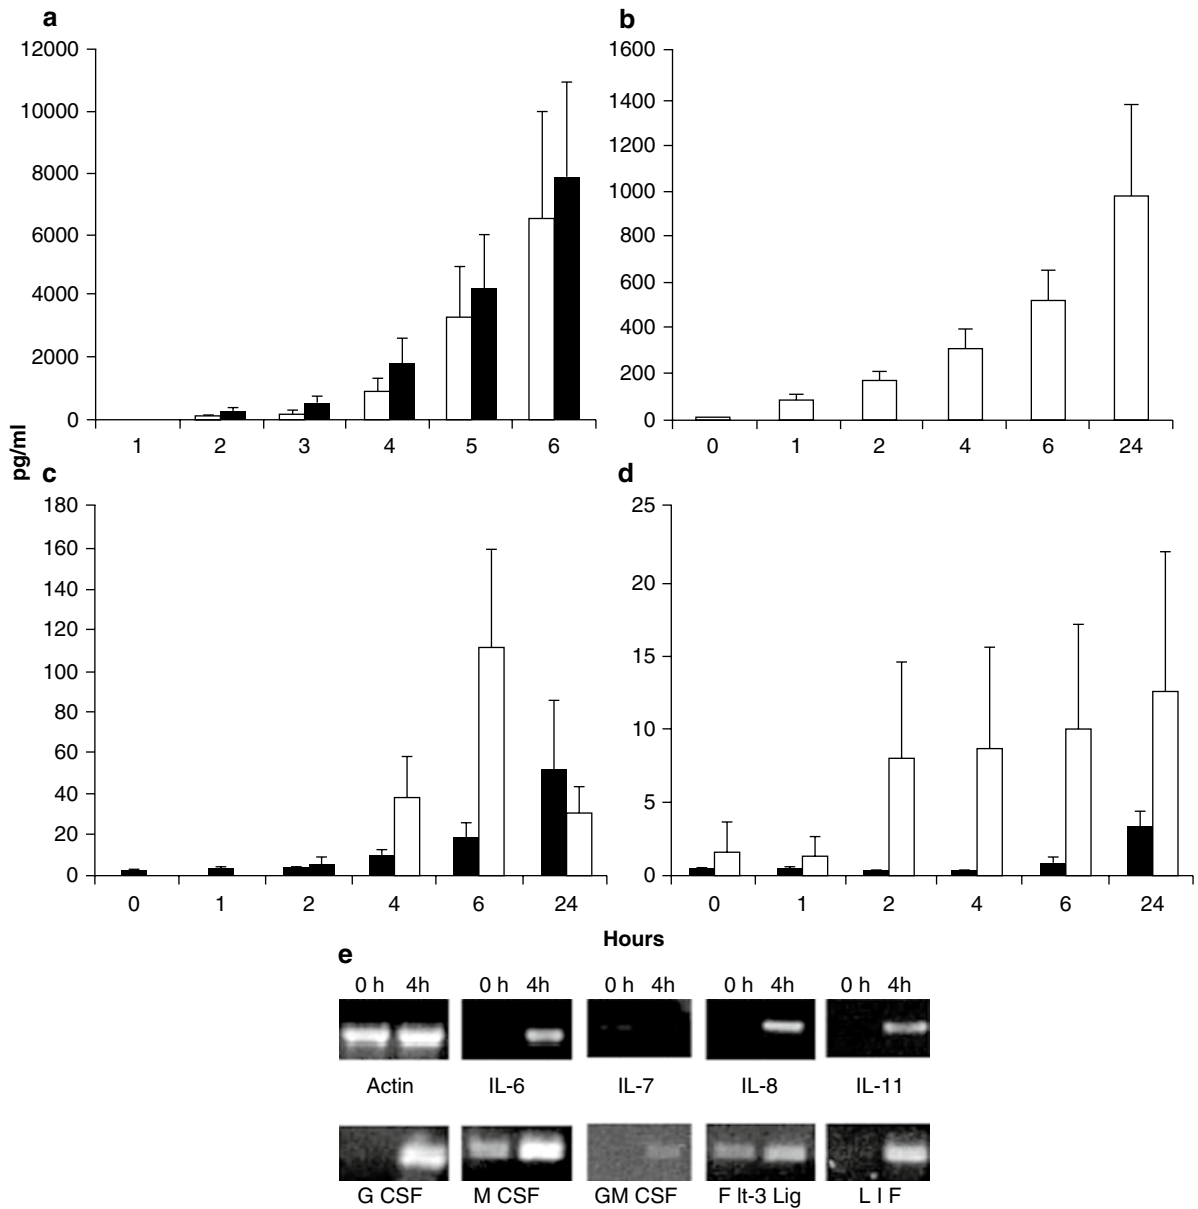 a
12000
10000
8000
6000
4000
2000
0
1 2 3 4 5 6
b
1600
1400
1200
1000
800
600
400
200
0
0 1 2 4 6 24
pg/ml
c
180
160
140
120
100
80
60
40
20
0
0 1 2 4 6 24
d
25
20
15
10
5
0
0 1 2 4 6 24
Hours
e
0 h 4h 0 h 4h 0 h 4h 0 h 4h 0 h 4h
Actin IL-6 IL-7 IL-8 IL-11
G CSF M CSF GM CSF F lt-3 Lig L I F